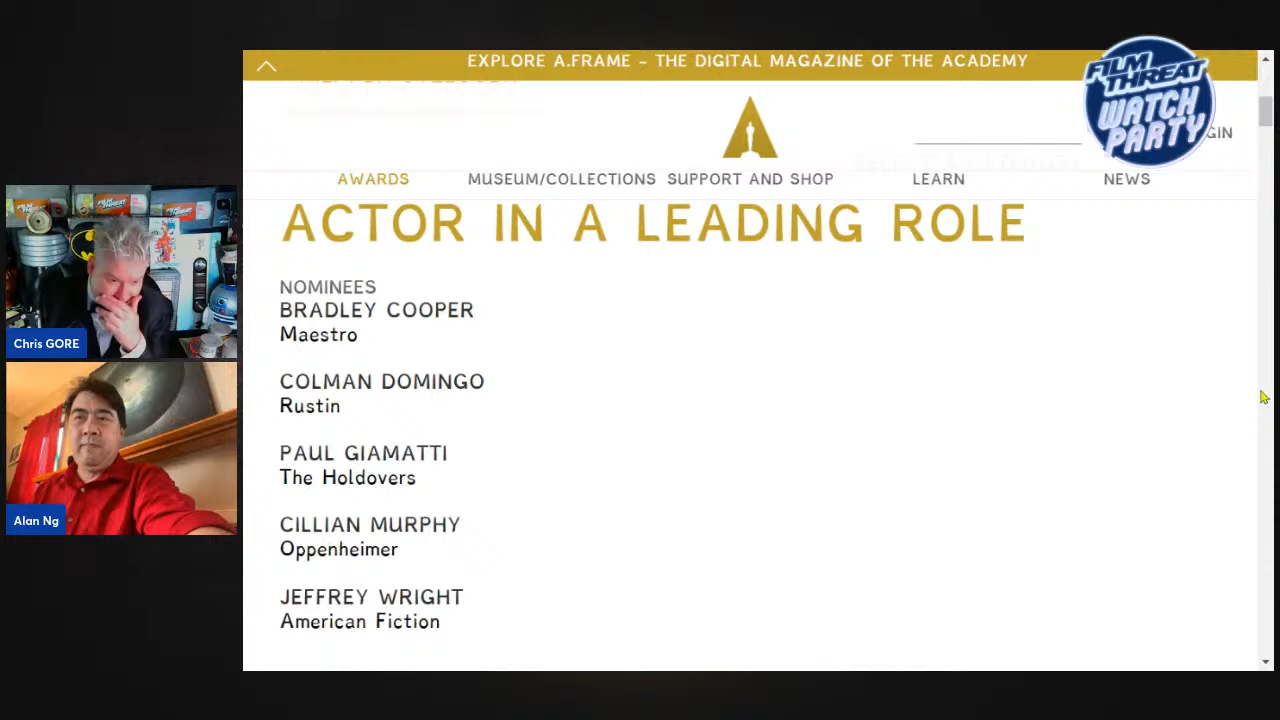 EXPLORE A.FRAME – THE DIGITAL MAGAZINE OF THE ACADEMY
FILM
THREAT
WATCH
PARTY
GIN
AWARDS
MUSEUM/COLLECTIONS
SUPPORT AND SHOP
LEARN
NEWS
ACTOR IN A LEADING ROLE
NOMINEES
BRADLEY COOPER
Maestro
COLMAN DOMINGO
Rustin
PAUL GIAMATTI
The Holdovers
CILLIAN MURPHY
Oppenheimer
JEFFREY WRIGHT
American Fiction
Chris GORE
Alan Ng